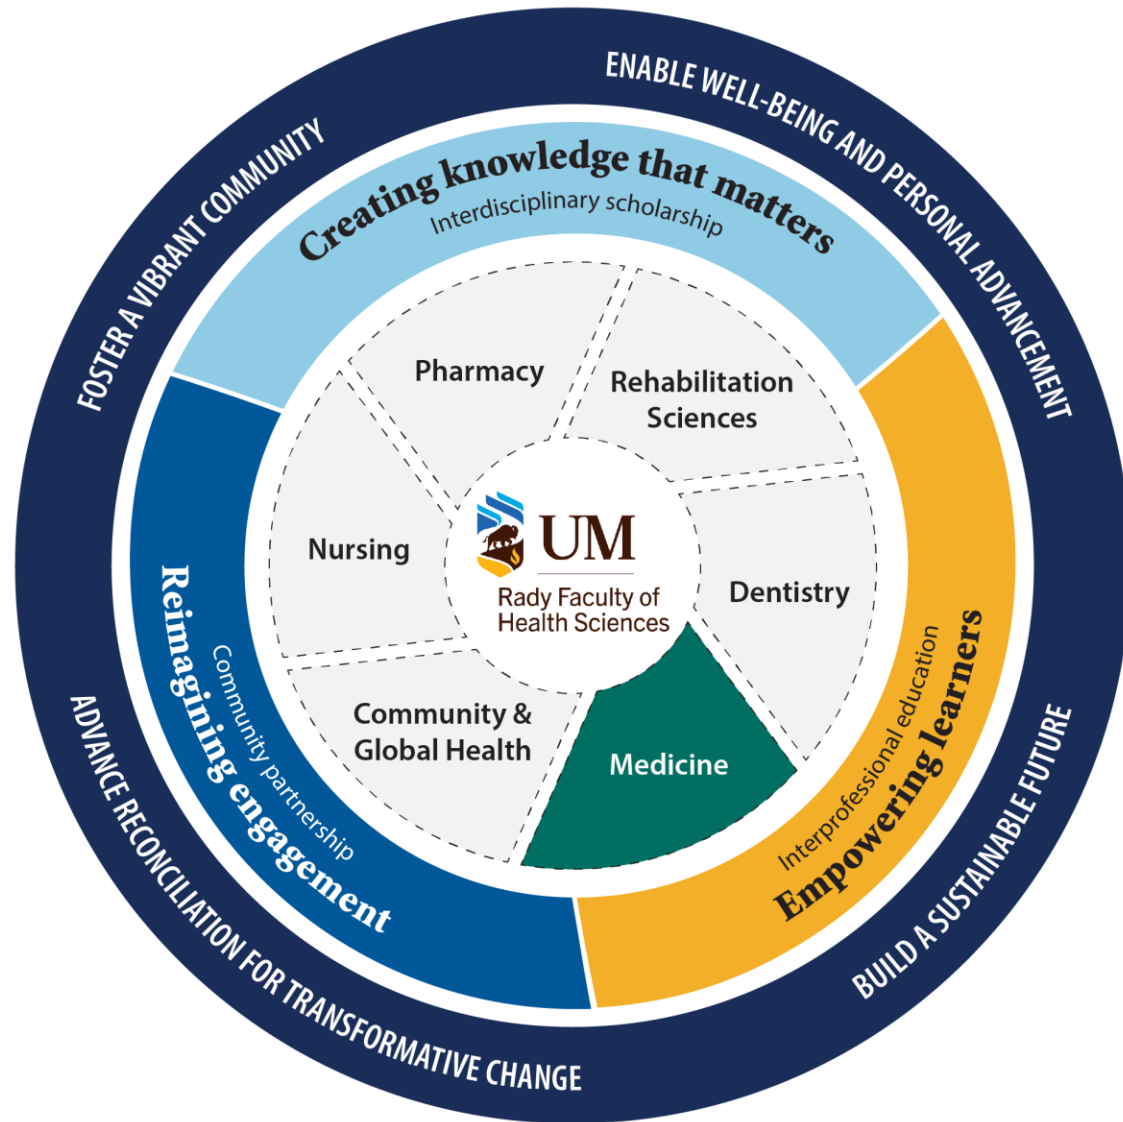 FOSTER A VIBRANT COMMUNITY
ENABLE WELL-BEING AND PERSONAL ADVANCEMENT
BUILD A SUSTAINABLE FUTURE
ADVANCE RECONCILIATION FOR TRANSFORMATIVE CHANGE
Creating knowledge that matters
Interdisciplinary scholarship
Empowering learners
Interprofessional education
Reimagining engagement
Community partnership
Pharmacy
Rehabilitation
Sciences
Dentistry
Medicine
Community &
Global Health
Nursing
UM
Rady Faculty of
Health Sciences